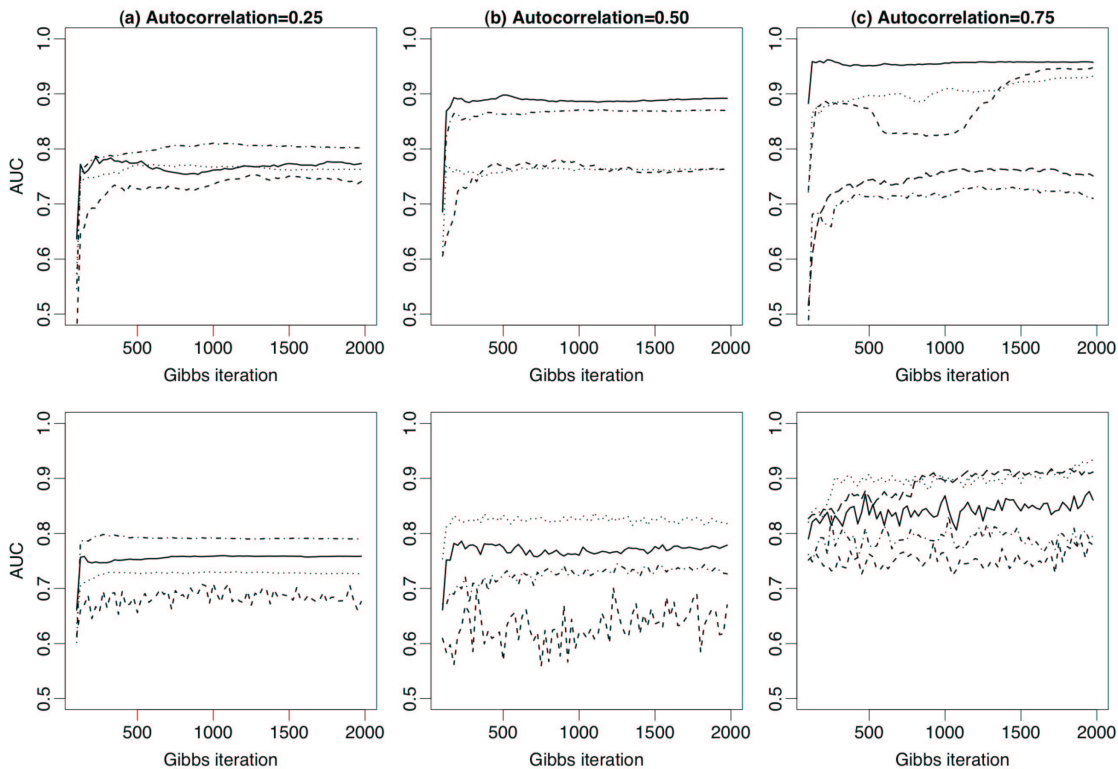 (a) Autocorrelation=0.25
(b) Autocorrelation=0.50
(c) Autocorrelation=0.75
AUC
1.0
0.9
0.8
0.7
0.6
0.5
500 1000 1500 2000
Gibbs iteration
1.0
0.9
0.8
0.7
0.6
0.5
500 1000 1500 2000
Gibbs iteration
1.0
0.9
0.8
0.7
0.6
0.5
500 1000 1500 2000
Gibbs iteration
AUC
1.0
0.9
0.8
0.7
0.6
0.5
500 1000 1500 2000
Gibbs iteration
1.0
0.9
0.8
0.7
0.6
0.5
500 1000 1500 2000
Gibbs iteration
1.0
0.9
0.8
0.7
0.6
0.5
500 1000 1500 2000
Gibbs iteration